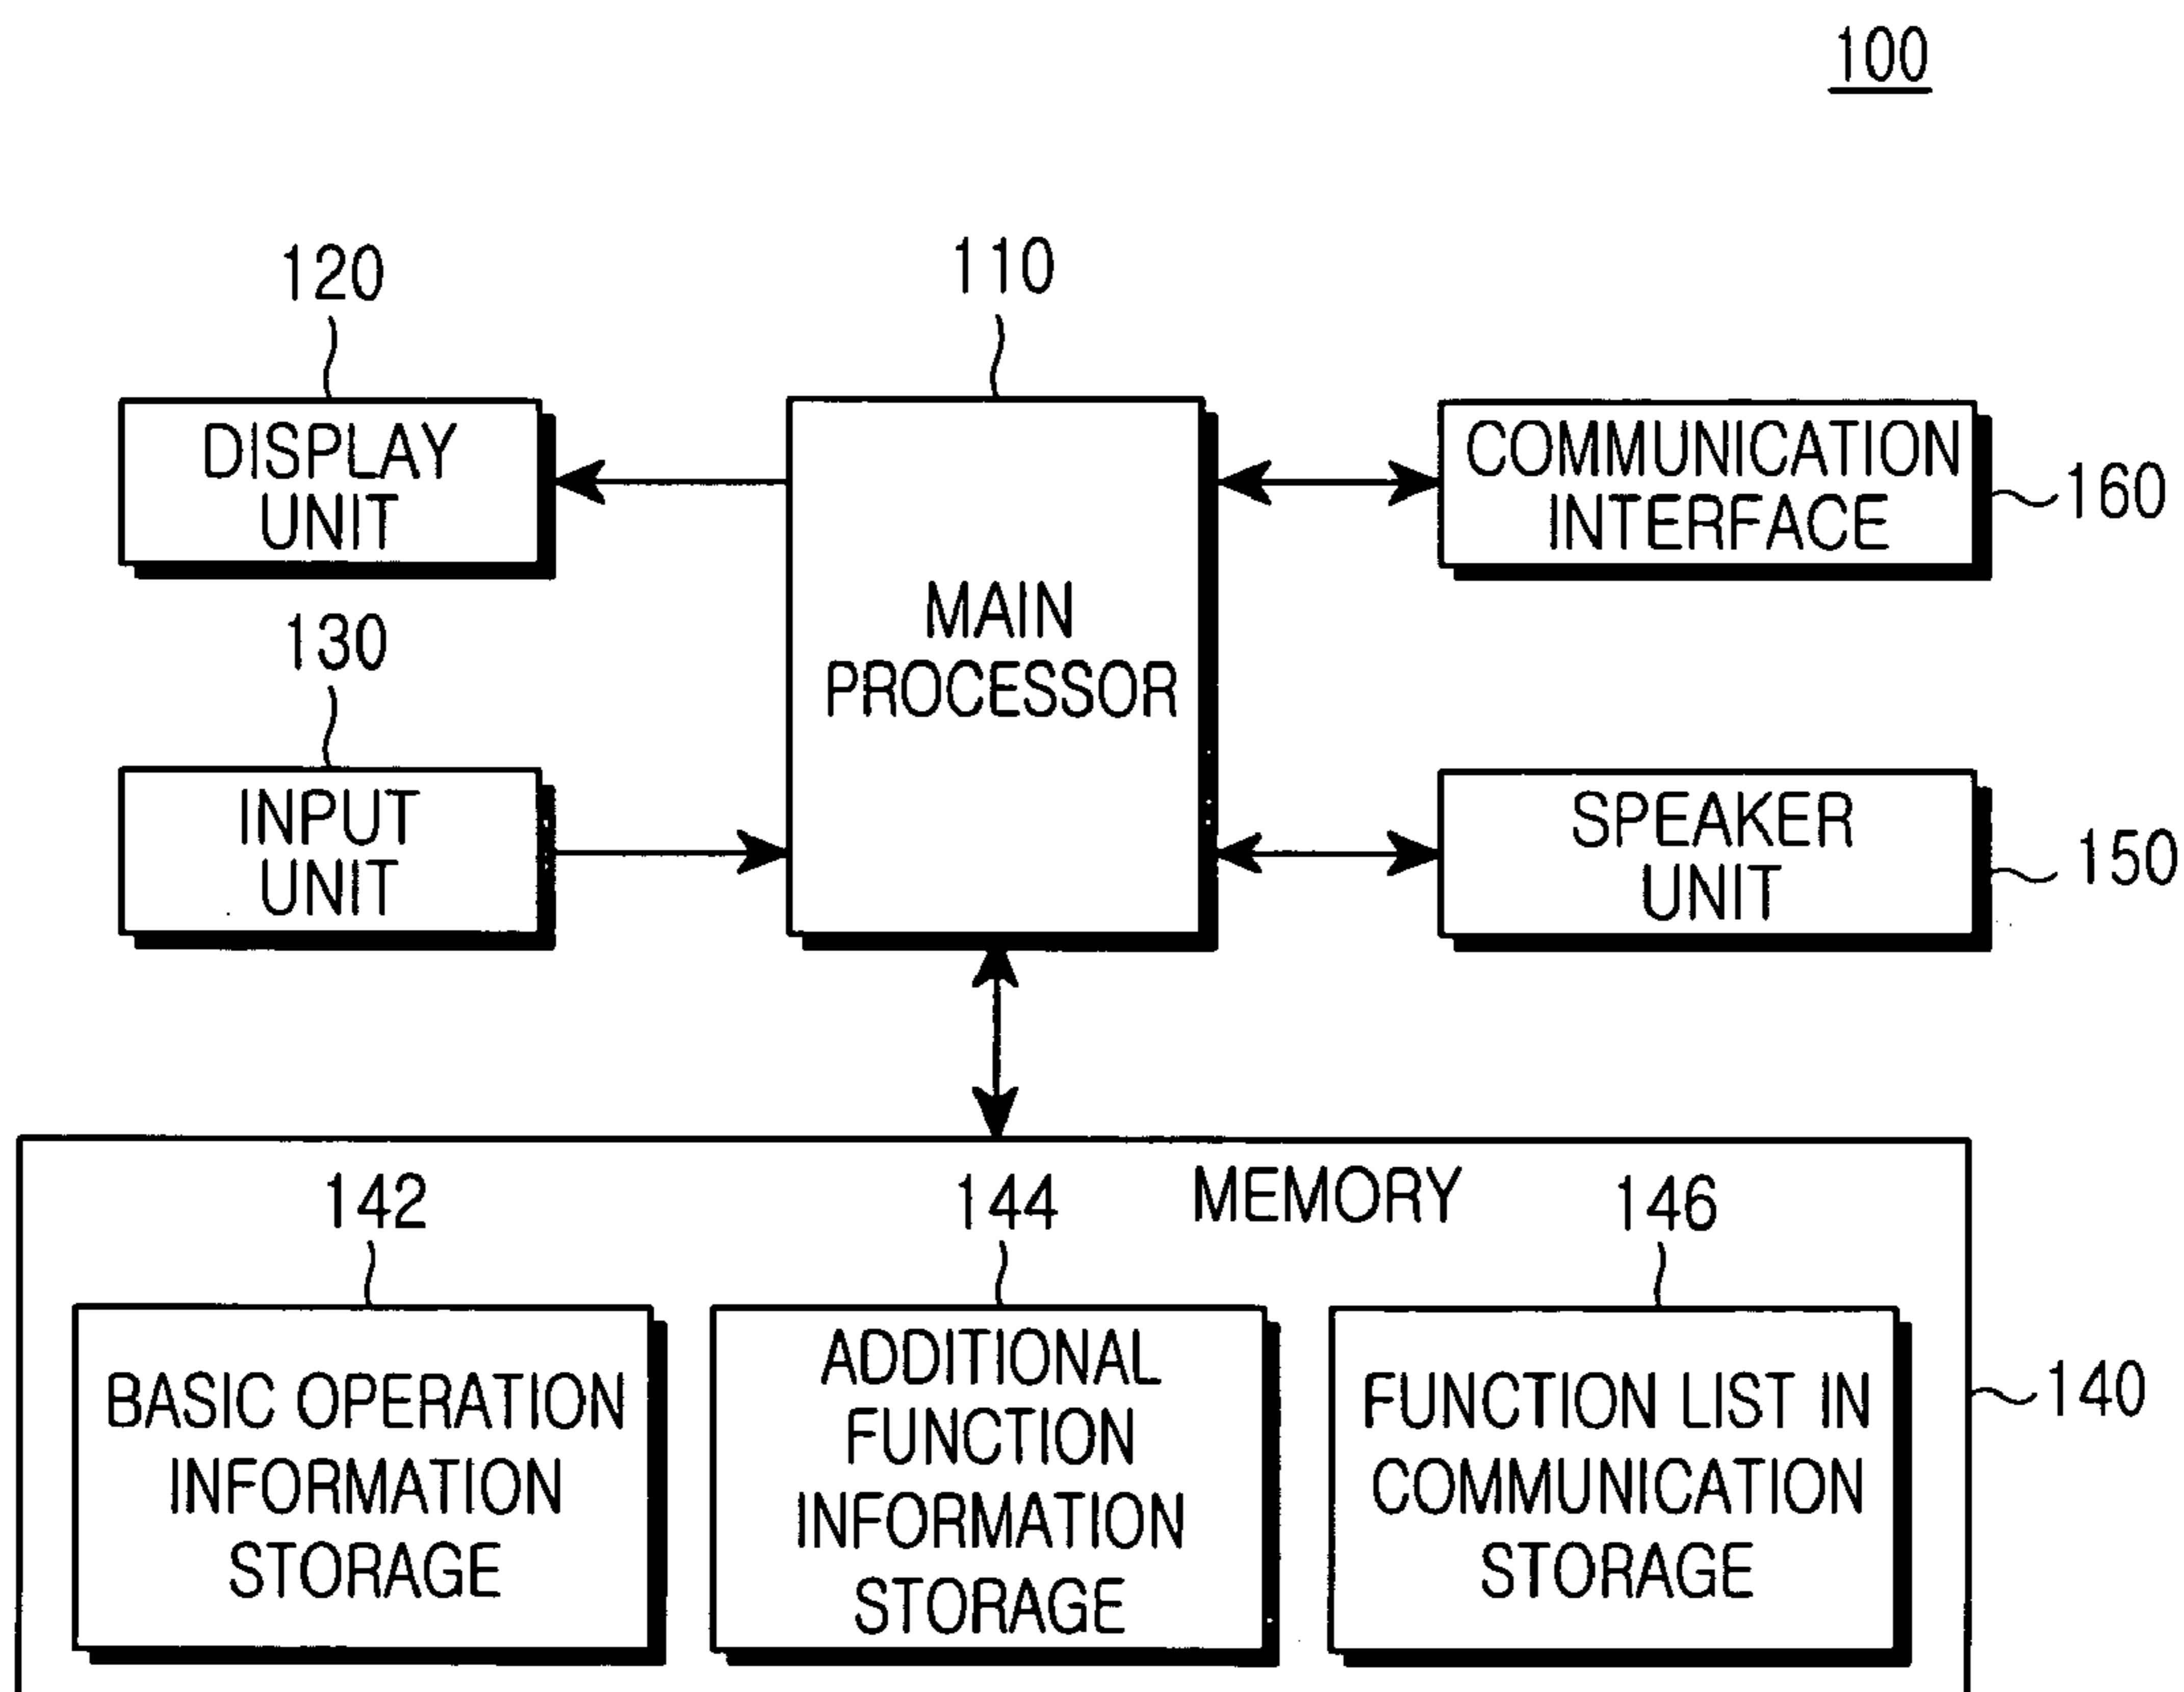 100
120
110
DISPLAY
UNIT
COMMUNICATION
INTERFACE
160
130
MAIN
PROCESSOR
INPUT
UNIT
SPEAKER
UNIT
150
MEMORY
142
144
146
BASIC OPERATION
INFORMATION
STORAGE
ADDITIONAL
FUNCTION
INFORMATION
STORAGE
FUNCTION LIST IN
COMMUNICATION
STORAGE
140